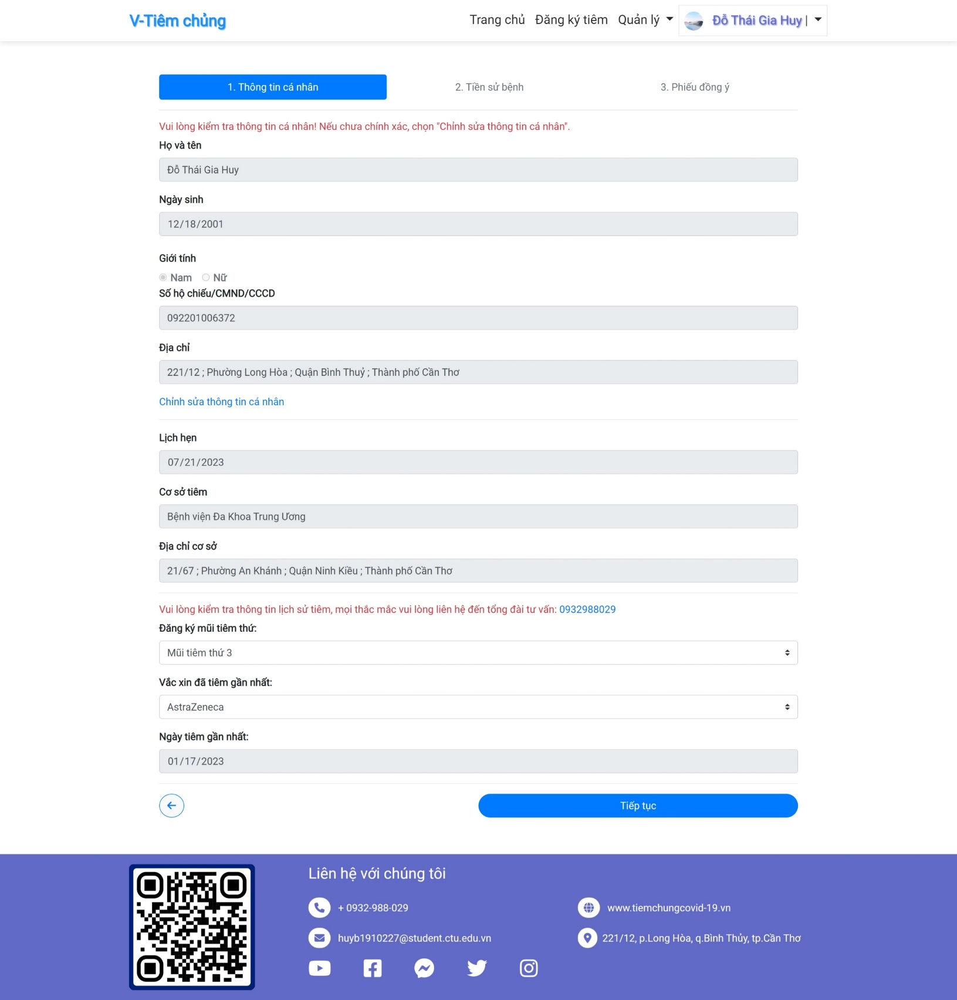 V-Tiêm chủng
Trang chủ Đăng ký tiêm Quản lý Đỗ Thái Gia Huy |
1. Thông tin cá nhân 2. Tiền sử bệnh 3. Phiếu đồng ý
Vui lòng kiểm tra thông tin cá nhân! Nếu chưa chính xác, chọn "Chỉnh sửa thông tin cá nhân".
Họ và tên
Đỗ Thái Gia Huy
Ngày sinh
12/18/2001
Giới tính
Nam Nữ
Số hộ chiếu/CMND/CCCD
092201006372
Địa chỉ
221/12 ; Phường Long Hòa ; Quận Bình Thuỷ ; Thành phố Cần Thơ
Chỉnh sửa thông tin cá nhân
Lịch hẹn
07/21/2023
Cơ sở tiêm
Bệnh viện Đa Khoa Trung Ương
Địa chỉ cơ sở
21/67 ; Phường An Khánh ; Quận Ninh Kiều ; Thành phố Cần Thơ
Vui lòng kiểm tra thông tin lịch sử tiêm, mọi thắc mắc vui lòng liên hệ đến tổng đài tư vấn: 0932988029
Đăng ký mũi tiêm thứ:
Mũi tiêm thứ 3
Vắc xin đã tiêm gần nhất:
AstraZeneca
Ngày tiêm gần nhất:
01/17/2023
Tiếp tục
Liên hệ với chúng tôi
+ 0932-988-029
www.tiemchungcovid-19.vn
huyb1910227@student.ctu.edu.vn
221/12, p.Long Hòa, q.Bình Thủy, tp.Cần Thơ